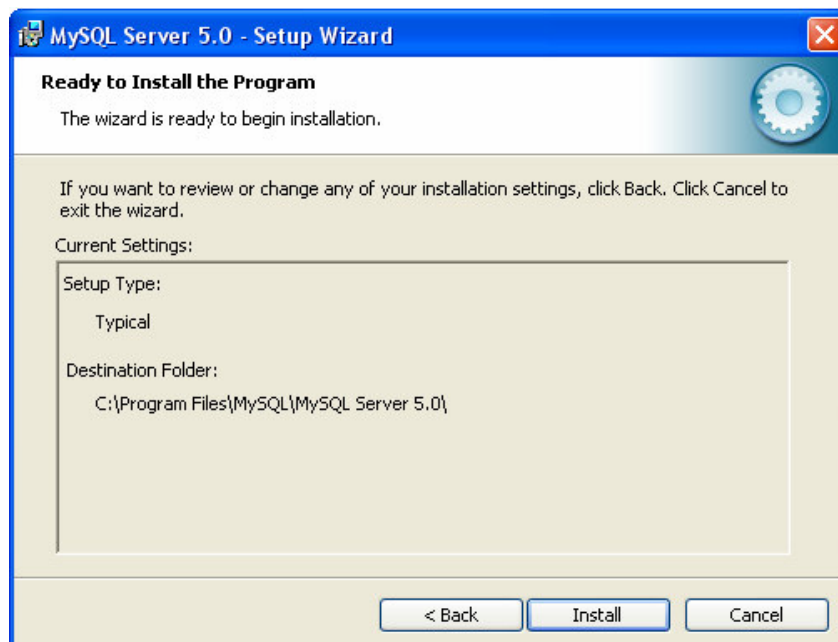 MySQL Server 5.0 - Setup Wizard
Ready to Install the Program
The wizard is ready to begin installation.
If you want to review or change any of your installation settings, click Back. Click Cancel to
exit the wizard.
Current Settings:
Setup Type:
Typical
Destination Folder:
C:\Program Files\MySQL\MySQL Server 5.0\
< Back
Install
Cancel